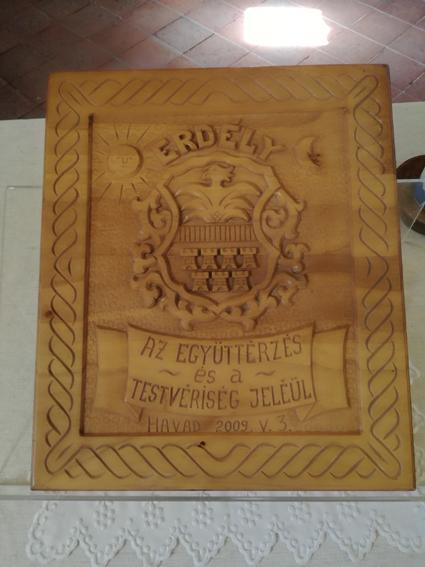 ERDÉLY
AZ EGYÜTTÉRZÉS
~ és a ~
TESTVÉRISÉG JELÉÜL
HAVAD 2009. V. 3.